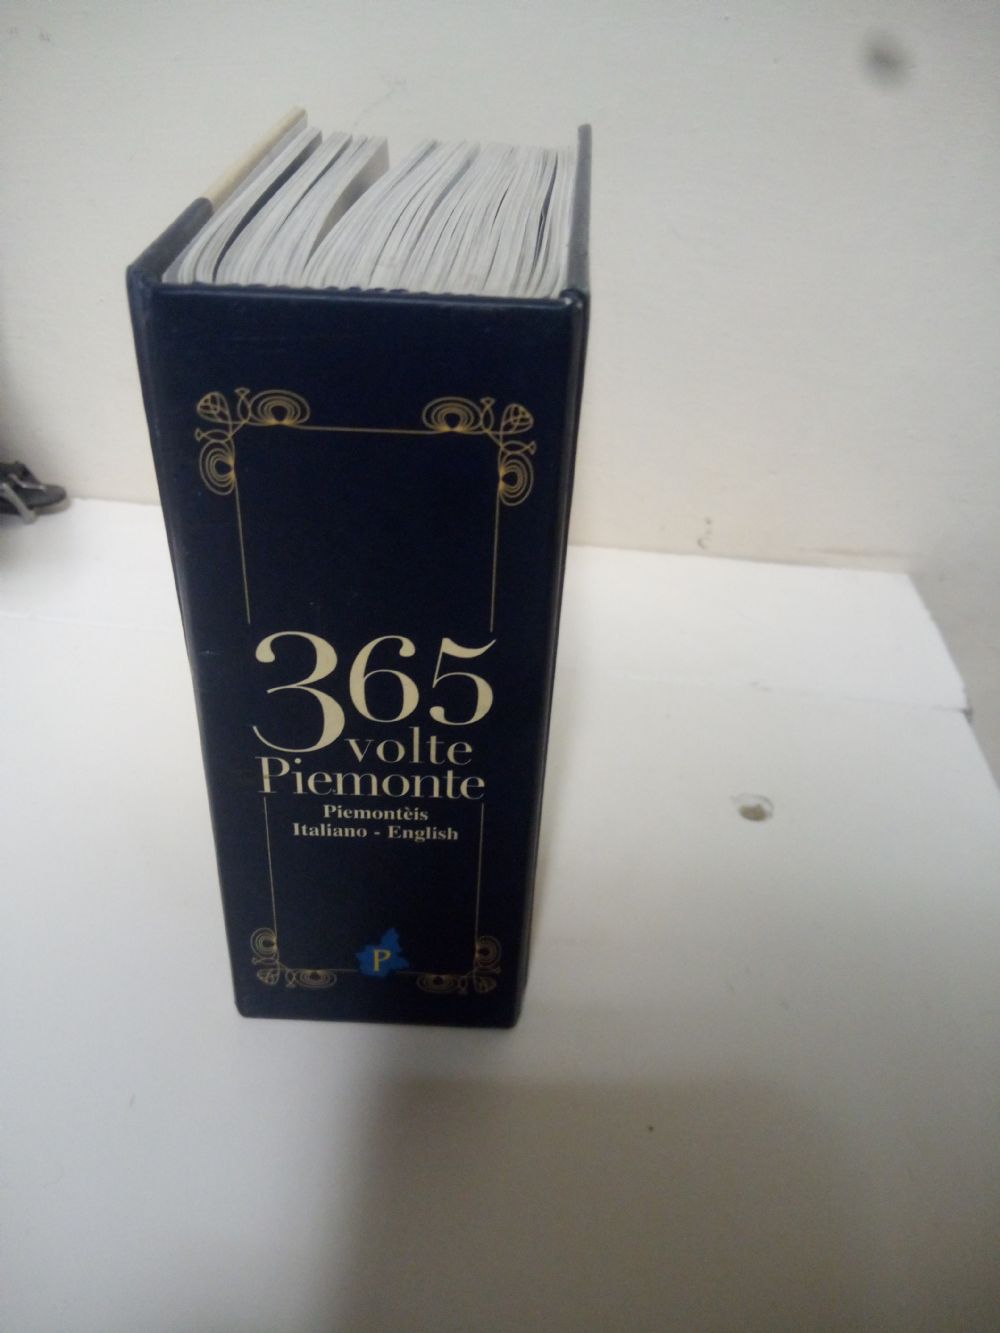 365
volte
Piemonte
Piemontèis
Italiano - English
P